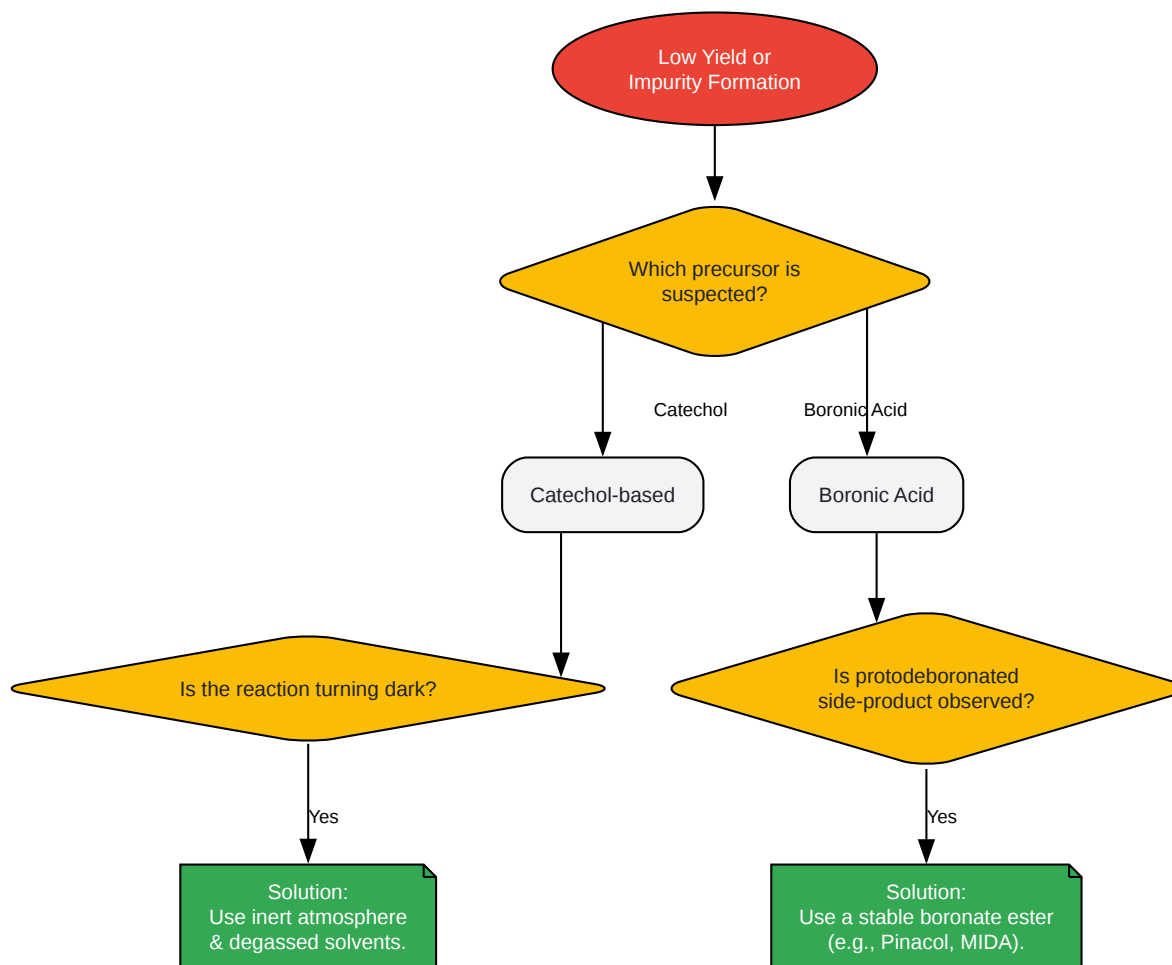 Low Yield or
Impurity Formation
Which precursor is
suspected?
Catechol
Boronic Acid
Catechol-based
Boronic Acid
Is the reaction turning dark?
Is protodeboronated
side-product observed?
Yes
Yes
Solution:
Use inert atmosphere
& degassed solvents.
Solution:
Use a stable boronate ester
(e.g., Pinacol, MIDA).